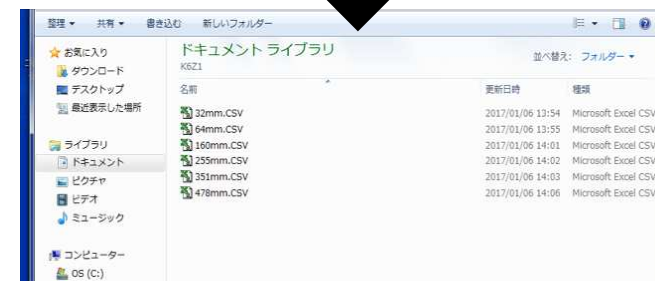 整理 ▼ 共有 ▼ 書き込む 新しいフォルダー
お気に入り
ダウンロード
デスクトップ
最近表示した場所
ライブラリ
ドキュメント
ピクチャ
ビデオ
ミュージック
コンピューター
OS (C:)
ドキュメント ライブラリ
K6Z1
並べ替え: フォルダー ▼
名前 更新日時 種類
32mm.CSV 2017/01/06 13:54 Microsoft Excel CSV
64mm.CSV 2017/01/06 13:55 Microsoft Excel CSV
160mm.CSV 2017/01/06 14:01 Microsoft Excel CSV
255mm.CSV 2017/01/06 14:02 Microsoft Excel CSV
351mm.CSV 2017/01/06 14:03 Microsoft Excel CSV
478mm.CSV 2017/01/06 14:06 Microsoft Excel CSV